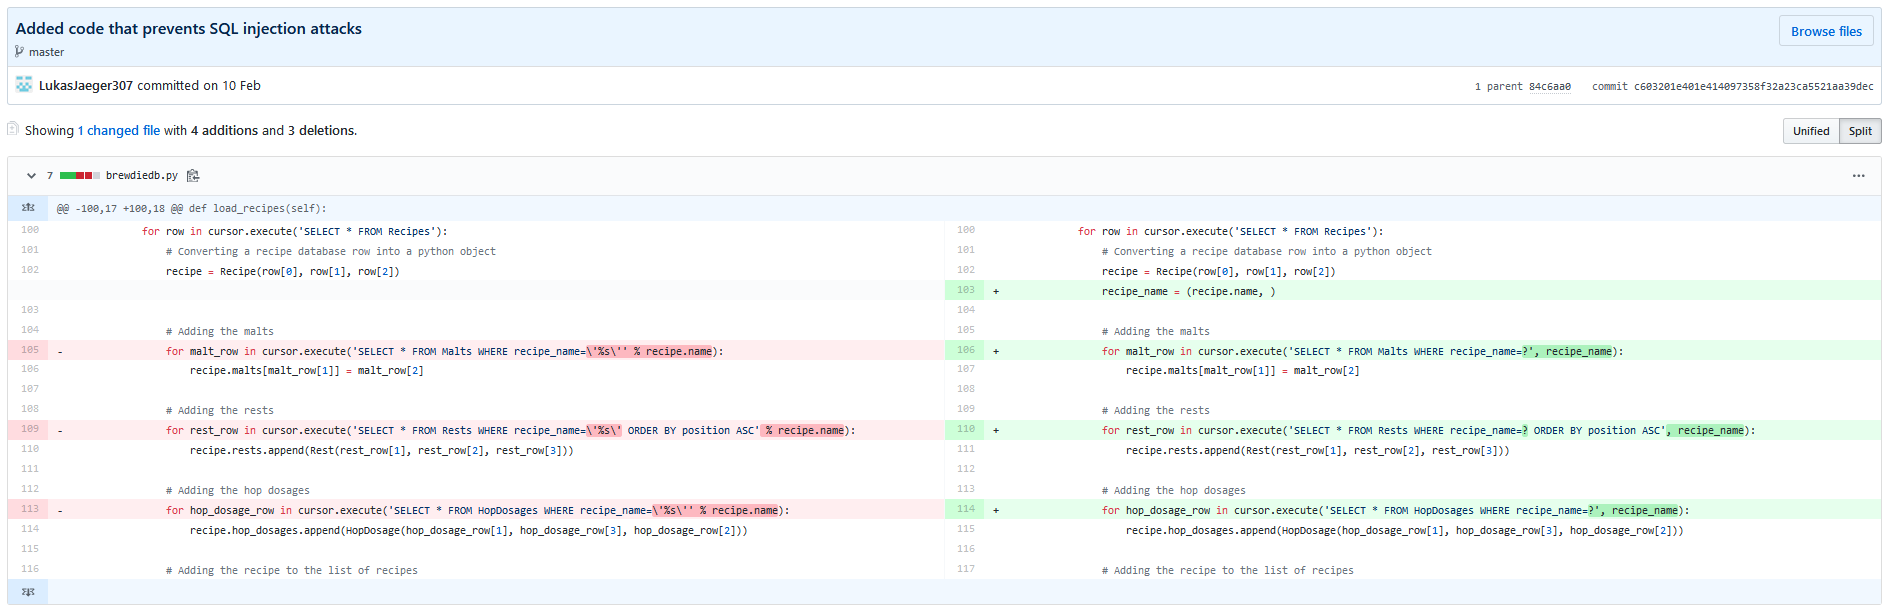 Added code that prevents SQL injection attacks
Browse files
master
LukasJaeger307 committed on 10 Feb
1 parent 84c6aa0 commit c603201e401e414097358f32a23ca5521aa39dec
Showing 1 changed file with 4 additions and 3 deletions.
Unified Split
7 brewdiedb.py
@@ -100,17 +100,18 @@ def load_recipes(self):
100 for row in cursor.execute('SELECT * FROM Recipes'): 100 for row in cursor.execute('SELECT * FROM Recipes'):
101 # Converting a recipe database row into a python object 101 # Converting a recipe database row into a python object
102 recipe = Recipe(row[0], row[1], row[2]) 102 recipe = Recipe(row[0], row[1], row[2])
103 + recipe_name = (recipe.name, )
103 104
104 # Adding the malts 105 # Adding the malts
105 - for malt_row in cursor.execute('SELECT * FROM Malts WHERE recipe_name=\'%s\'' % recipe.name): 106 + for malt_row in cursor.execute('SELECT * FROM Malts WHERE recipe_name=?', recipe_name):
106 recipe.malts[malt_row[1]] = malt_row[2] 107 recipe.malts[malt_row[1]] = malt_row[2]
107 108
108 # Adding the rests 109 # Adding the rests
109 - for rest_row in cursor.execute('SELECT * FROM Rests WHERE recipe_name=\'%s\' ORDER BY position ASC' % recipe.name): 110 + for rest_row in cursor.execute('SELECT * FROM Rests WHERE recipe_name=? ORDER BY position ASC', recipe_name):
110 recipe.rests.append(Rest(rest_row[1], rest_row[2], rest_row[3])) 111 recipe.rests.append(Rest(rest_row[1], rest_row[2], rest_row[3]))
111 112
112 # Adding the hop dosages 113 # Adding the hop dosages
113 - for hop_dosage_row in cursor.execute('SELECT * FROM HopDosages WHERE recipe_name=\'%s\'' % recipe.name): 114 + for hop_dosage_row in cursor.execute('SELECT * FROM HopDosages WHERE recipe_name=?', recipe_name):
114 recipe.hop_dosages.append(HopDosage(hop_dosage_row[1], hop_dosage_row[3], hop_dosage_row[2])) 115 recipe.hop_dosages.append(HopDosage(hop_dosage_row[1], hop_dosage_row[3], hop_dosage_row[2]))
115 116
116 # Adding the recipe to the list of recipes 117 # Adding the recipe to the list of recipes